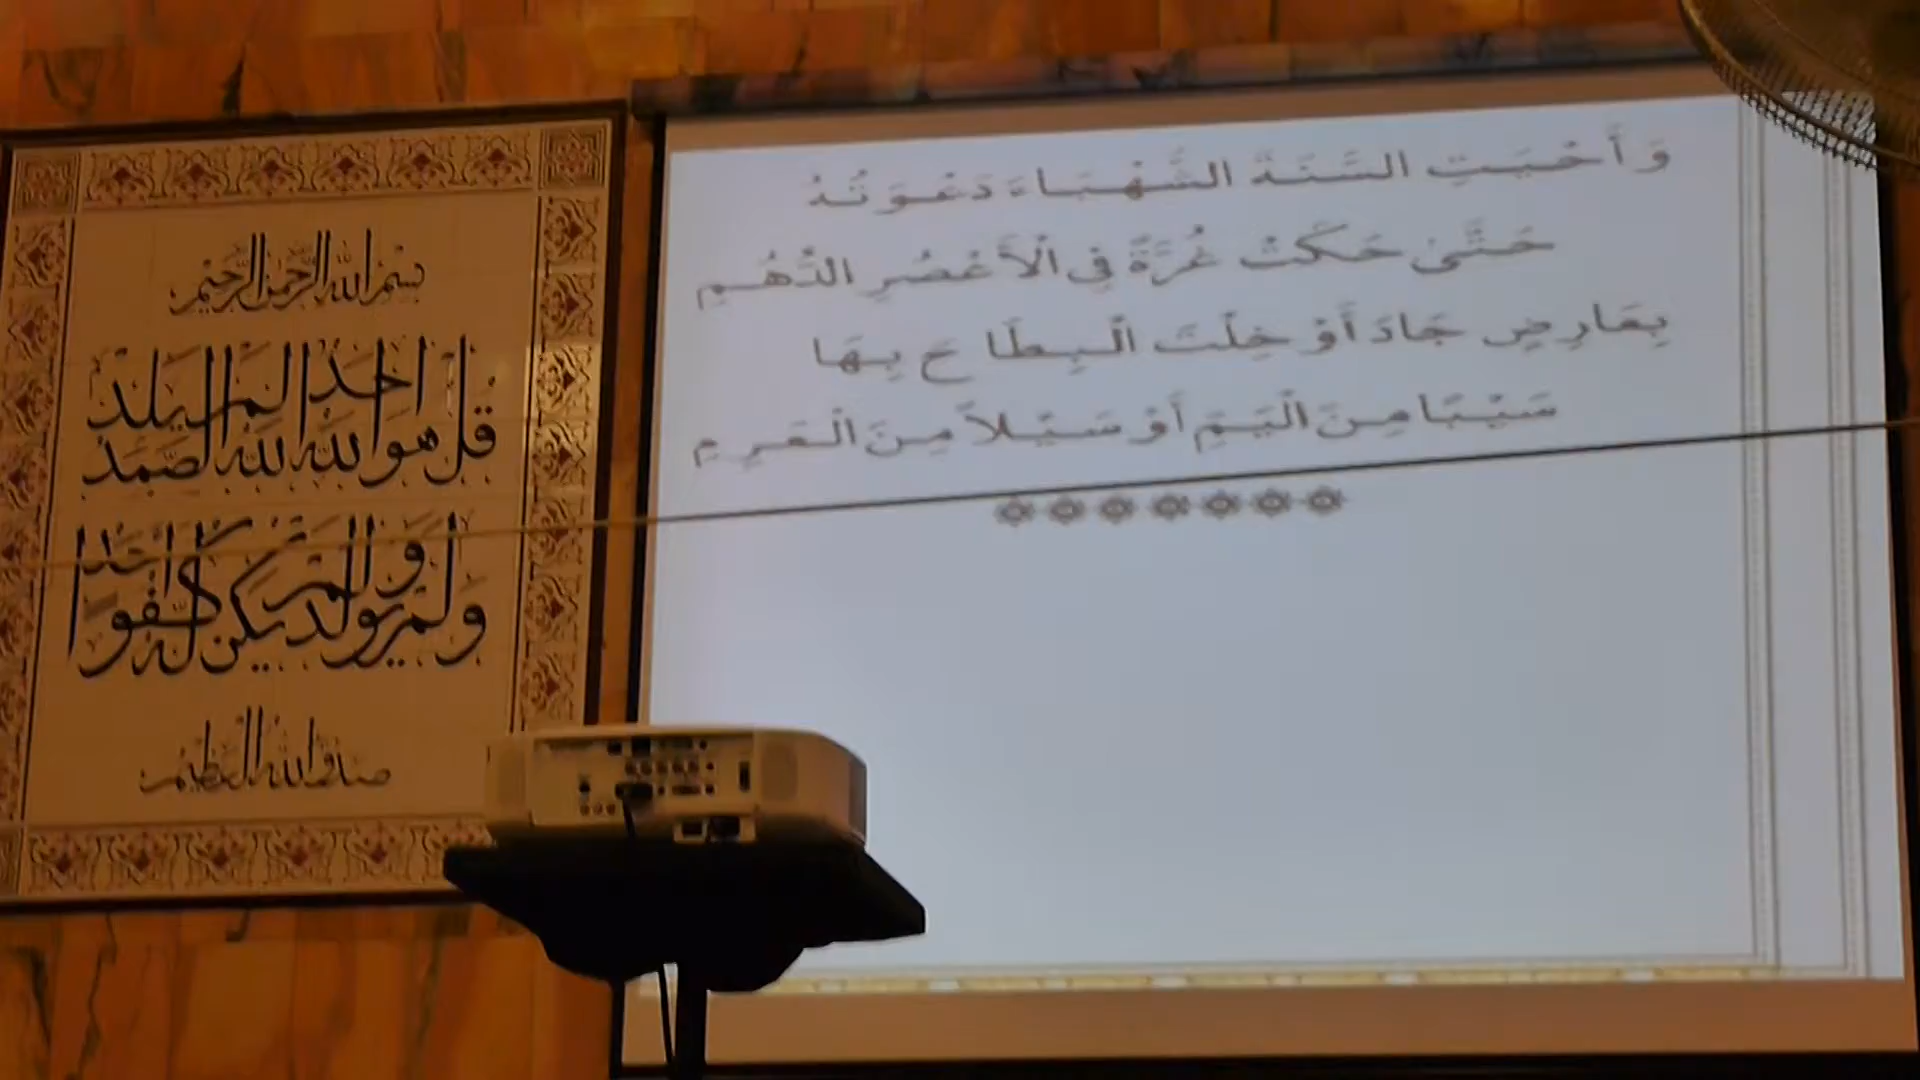 بسم الله الرحمن الرحيم
قل هو الله أحد الله الصمد لم يلد
ولم يولد ولم يكن له كفوا أحد
صدق الله العظيم
وَأَحْيَتِ السَّنَةَ الشَّهْبَاءَ دَعْوَتُهُ
حَتَّىٰ حَكَتْ غُرَّةً فِي الْأَعْصُرِ الدُّهُمِ
بِعَارِضٍ جَادَ أَوْ خِلْتَ الْبِطَاحَ بِهَا
سَيْبًا مِنَ الْيَمِّ أَوْ سَيْلاً مِنَ الْعَرِمِ